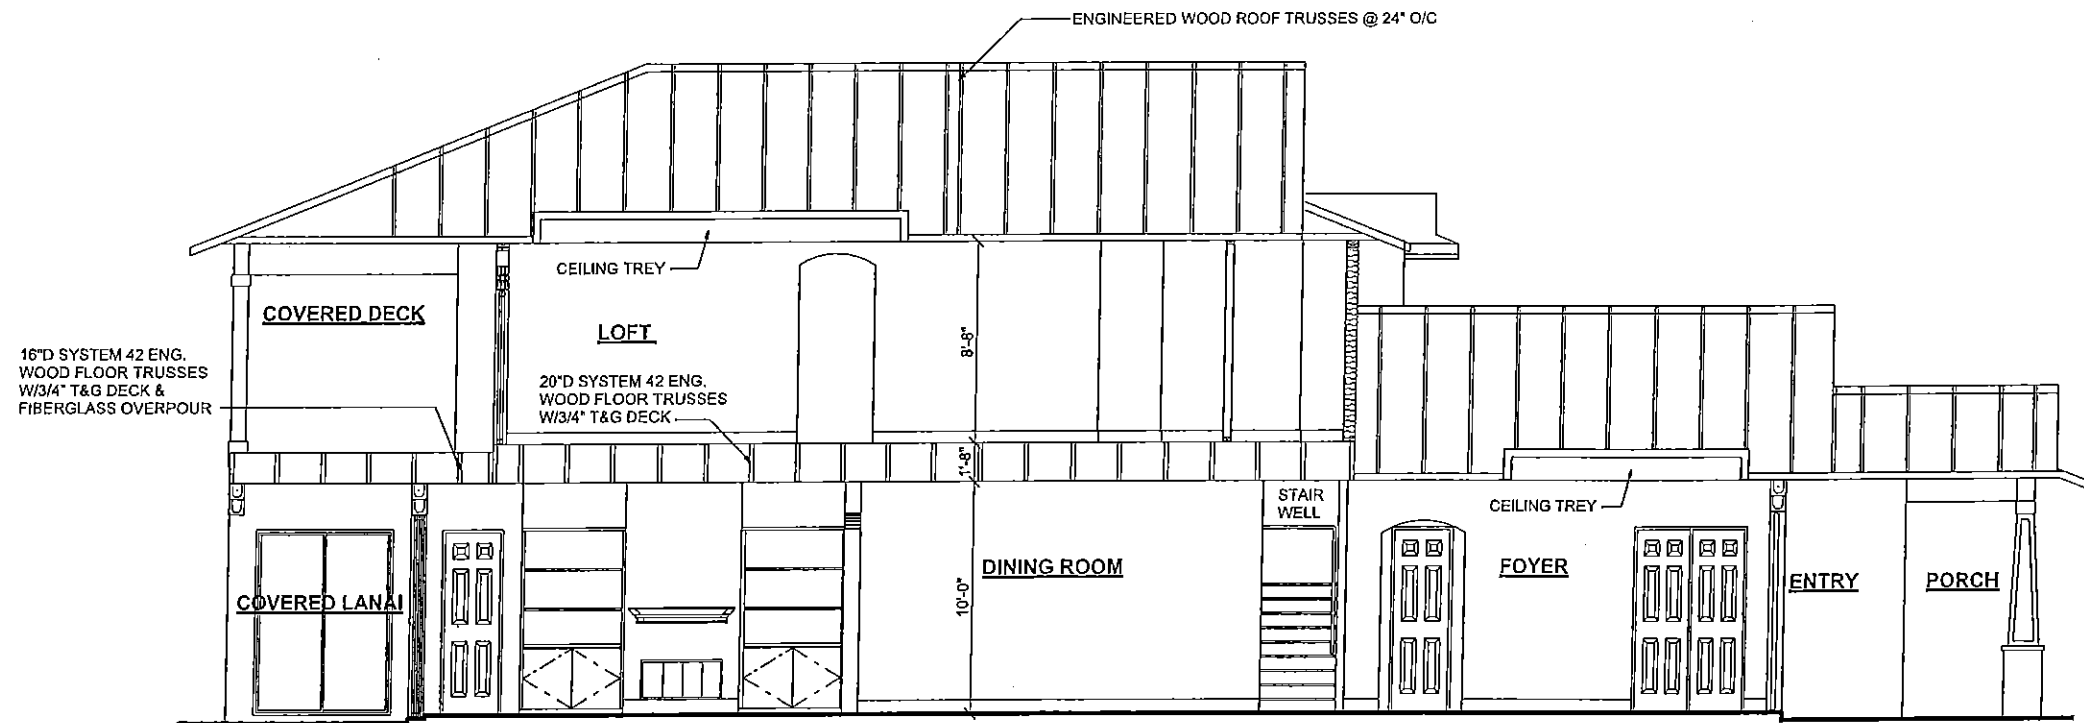 ENGINEERED WOOD ROOF TRUSSES @ 24" O/C
CEILING TREY
COVERED DECK
LOFT
8'-8"
16"D SYSTEM 42 ENG.
WOOD FLOOR TRUSSES
W/3/4" T&G DECK &
FIBERGLASS OVERPOUR
20"D SYSTEM 42 ENG.
WOOD FLOOR TRUSSES
W/3/4" T&G DECK
1'-8"
STAIR
WELL
CEILING TREY
DINING ROOM
FOYER
ENTRY
PORCH
COVERED LANAI
10'-0"